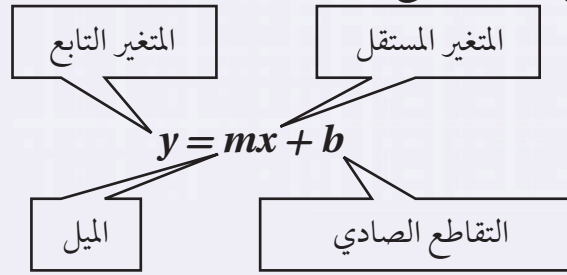 المتغير المستقل
المتغير التابع
y = mx + b
التقاطع الصادي
الميل